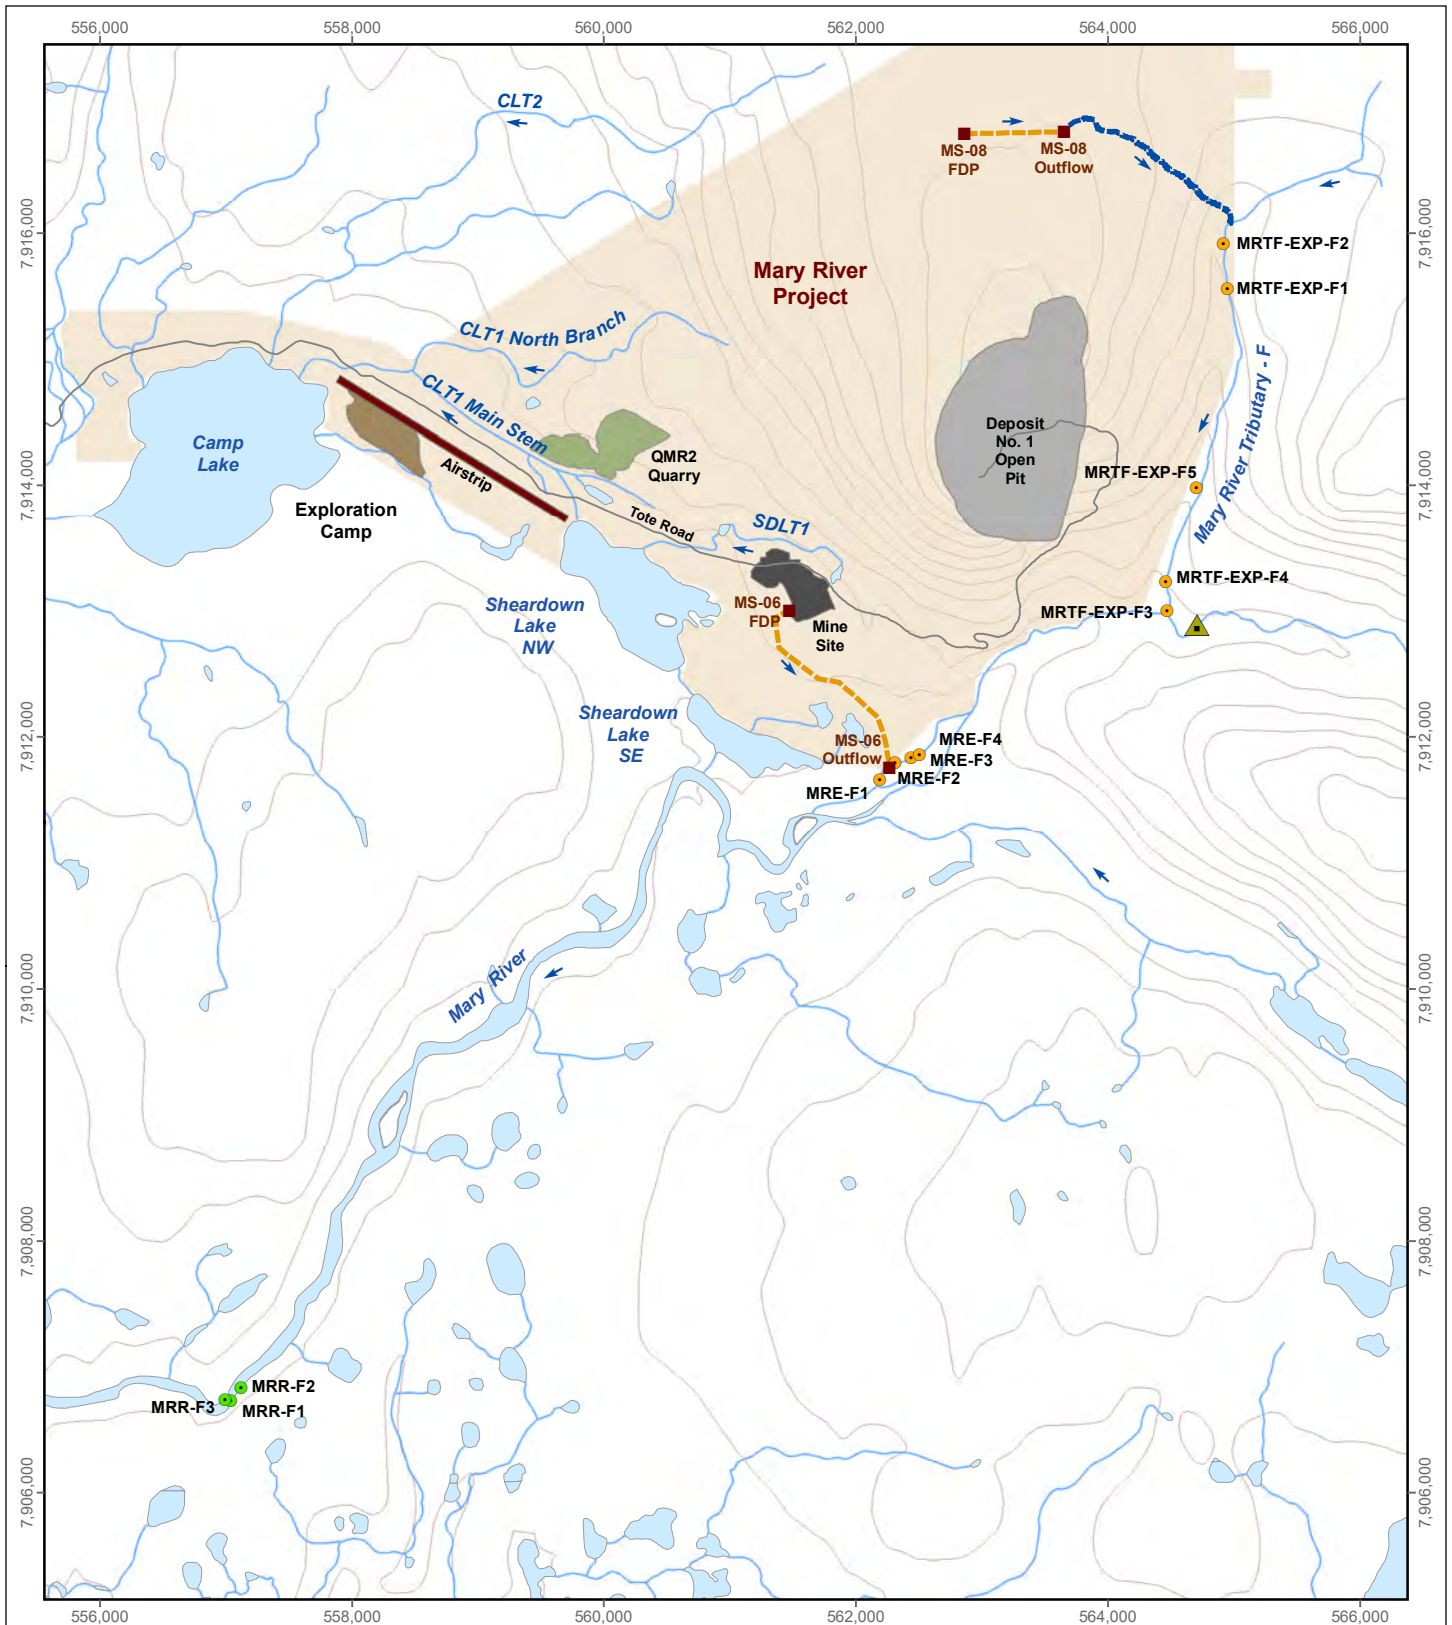 556,000
558,000
560,000
562,000
564,000
566,000
CLT2
MS-08
FDP
MS-08
Outflow
7,916,000
7,916,000
MRTF-EXP-F2
MRTF-EXP-F1
Mary River
Project
CLT1 North Branch
CLT1 Main Stem
Mary River Tributary - F
Camp
Lake
Airstrip
QMR2
Quarry
Deposit
No. 1
Open
Pit
MRTF-EXP-F5
7,914,000
7,914,000
Exploration
Camp
Tote Road
SDLT1
MRTF-EXP-F4
MRTF-EXP-F3
MS-06
FDP
Mine
Site
Sheardown
Lake
NW
Sheardown
Lake
SE
7,912,000
7,912,000
MS-06
Outflow
MRE-F4
MRE-F3
MRE-F2
MRE-F1
Mary River
7,910,000
7,910,000
7,908,000
7,908,000
MRR-F2
MRR-F3
MRR-F1
7,906,000
7,906,000
556,000
558,000
560,000
562,000
564,000
566,000